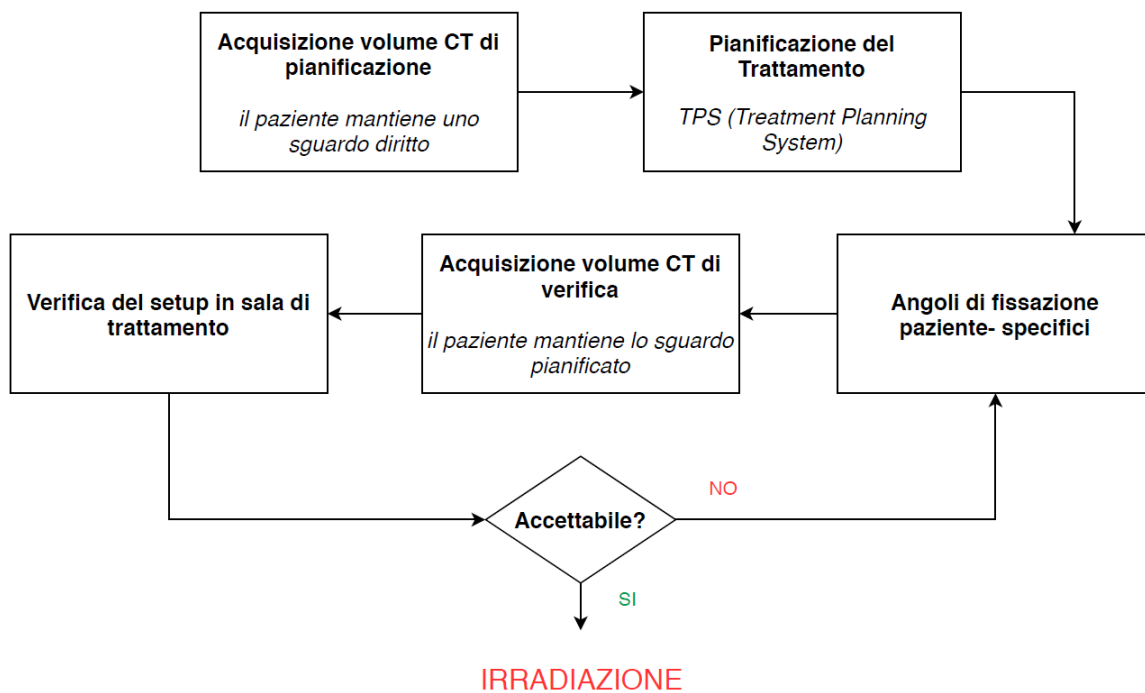 Acquisizione volume CT di
pianificazione
il paziente mantiene uno
sguardo diritto
Pianificazione del
Trattamento
TPS (Treatment Planning
System)
Angoli di fissazione
paziente- specifici
Acquisizione volume CT di
verifica
il paziente mantiene lo sguardo
pianificato
Verifica del setup in sala di
trattamento
Accettabile?
NO
SI
IRRADIAZIONE